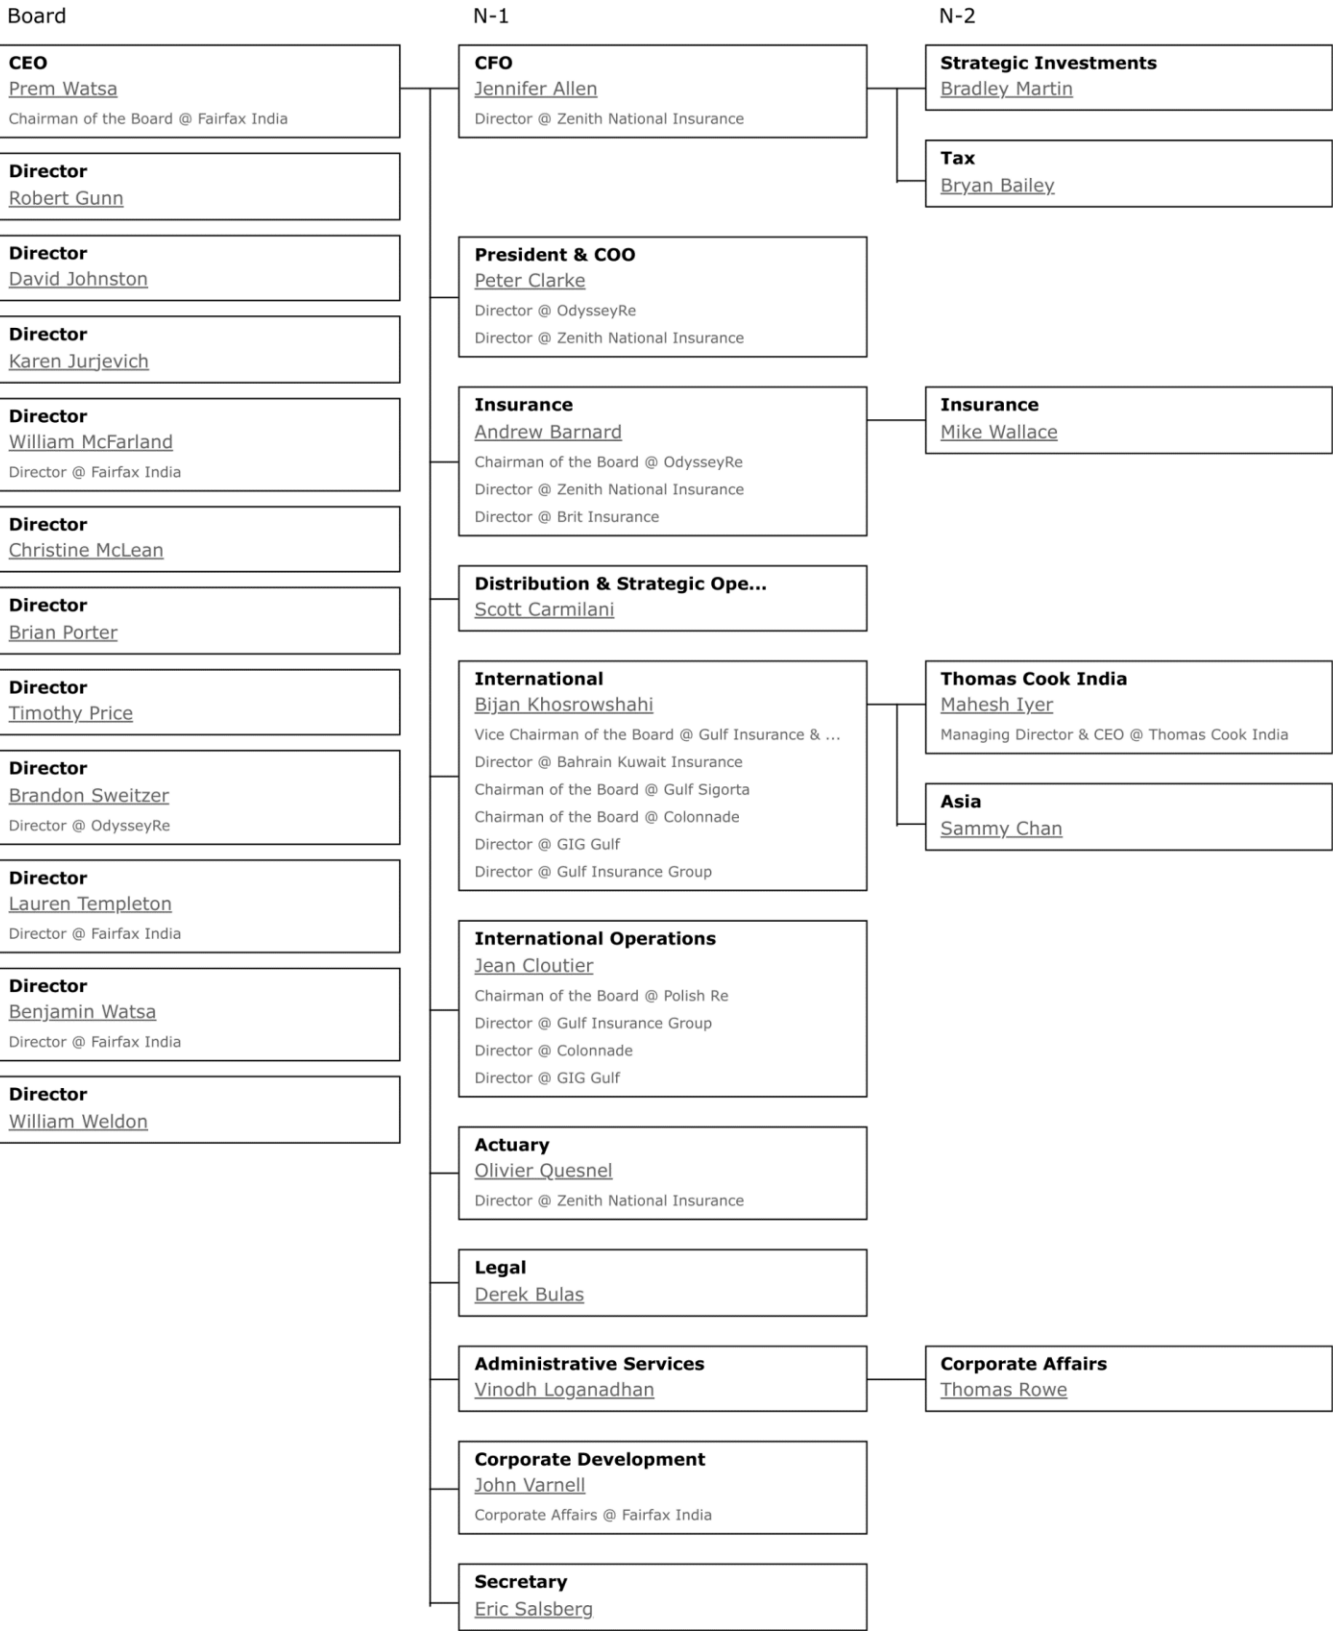 Board
N-1
N-2
CEO
Prem Watsa
Chairman of the Board @ Fairfax India
Director
Robert Gunn
Director
David Johnston
Director
Karen Jurjevich
Director
William McFarland
Director @ Fairfax India
Director
Christine McLean
Director
Brian Porter
Director
Timothy Price
Director
Brandon Sweitzer
Director @ OdysseyRe
Director
Lauren Templeton
Director @ Fairfax India
Director
Benjamin Watsa
Director @ Fairfax India
Director
William Weldon
CFO
Jennifer Allen
Director @ Zenith National Insurance
President & COO
Peter Clarke
Director @ OdysseyRe
Director @ Zenith National Insurance
Insurance
Andrew Barnard
Chairman of the Board @ OdysseyRe
Director @ Zenith National Insurance
Director @ Brit Insurance
Distribution & Strategic Ope...
Scott Carmilani
International
Bijan Khosrowshahi
Vice Chairman of the Board @ Gulf Insurance & ...
Director @ Bahrain Kuwait Insurance
Chairman of the Board @ Gulf Sigorta
Chairman of the Board @ Colonnade
Director @ GIG Gulf
Director @ Gulf Insurance Group
International Operations
Jean Cloutier
Chairman of the Board @ Polish Re
Director @ Gulf Insurance Group
Director @ Colonnade
Director @ GIG Gulf
Actuary
Olivier Quesnel
Director @ Zenith National Insurance
Legal
Derek Bulas
Administrative Services
Vinodh Loganadhan
Corporate Development
John Varnell
Corporate Affairs @ Fairfax India
Secretary
Eric Salsberg
Strategic Investments
Bradley Martin
Tax
Bryan Bailey
Insurance
Mike Wallace
Thomas Cook India
Mahesh Iyer
Managing Director & CEO @ Thomas Cook India
Asia
Sammy Chan
Corporate Affairs
Thomas Rowe